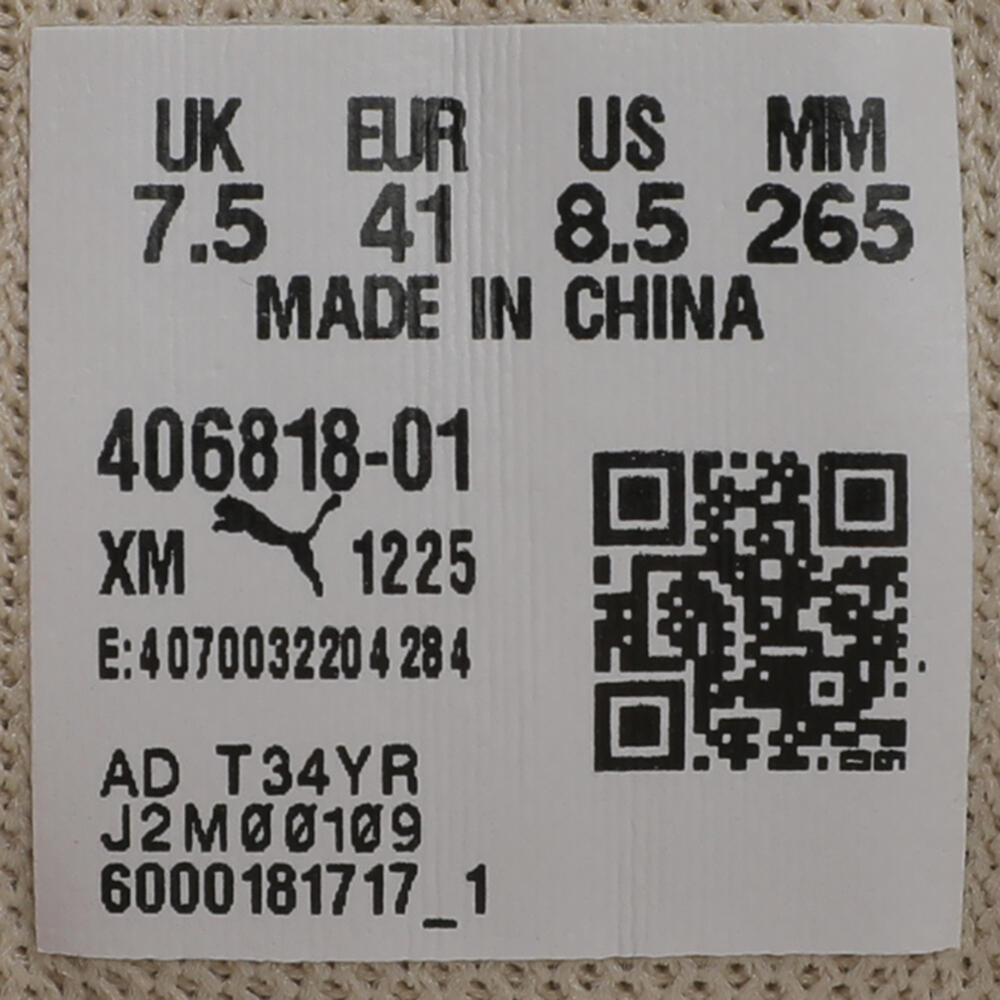 UK EUR US MM
7.5 41 8.5 265
MADE IN CHINA
406818-01
XM 1225
E:4070032204284
AD T34YR
J2M00109
6000181717_1